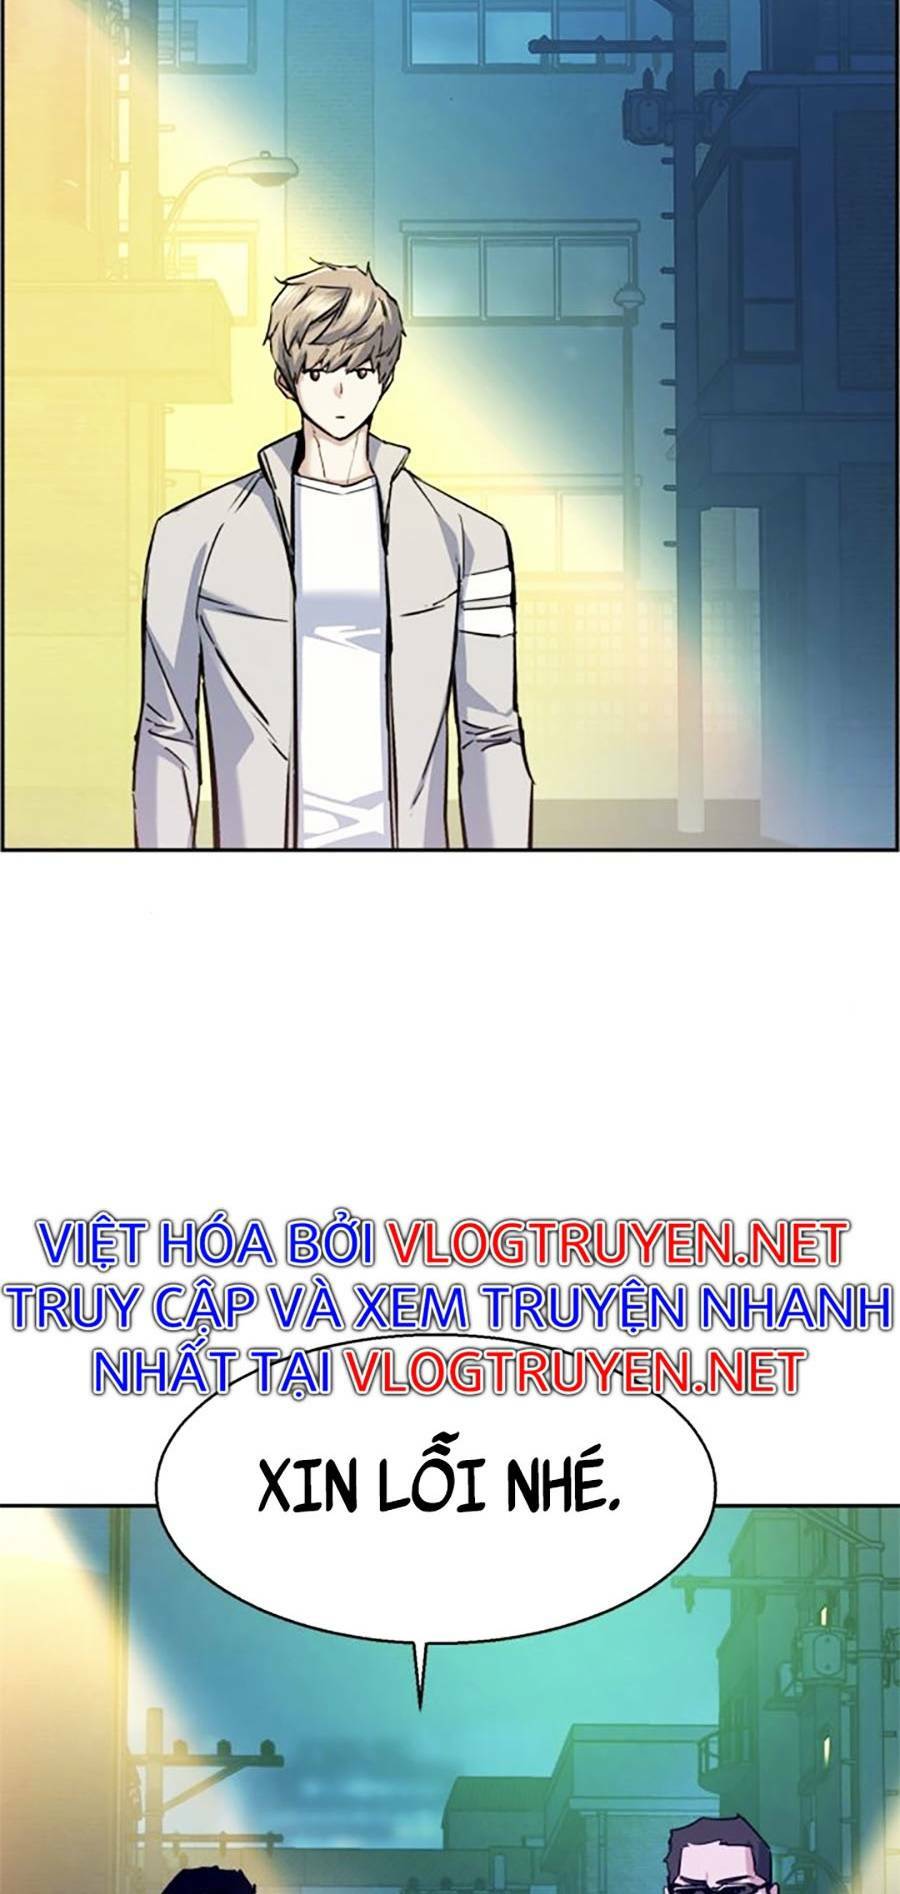 VIỆT HÓA BỞI VLOGTRUYEN.NET
TRUY CẬP VÀ XEM TRUYỆN NHANH
NHẤT TẠI VLOGTRUYEN.NET
XIN LỖI NHÉ.